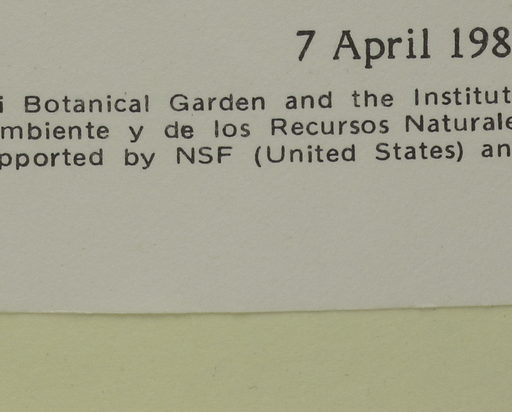 7 April 198
i Botanical Garden and the Institut
mbiente y de los Recursos Naturale
pported by NSF (United States) an